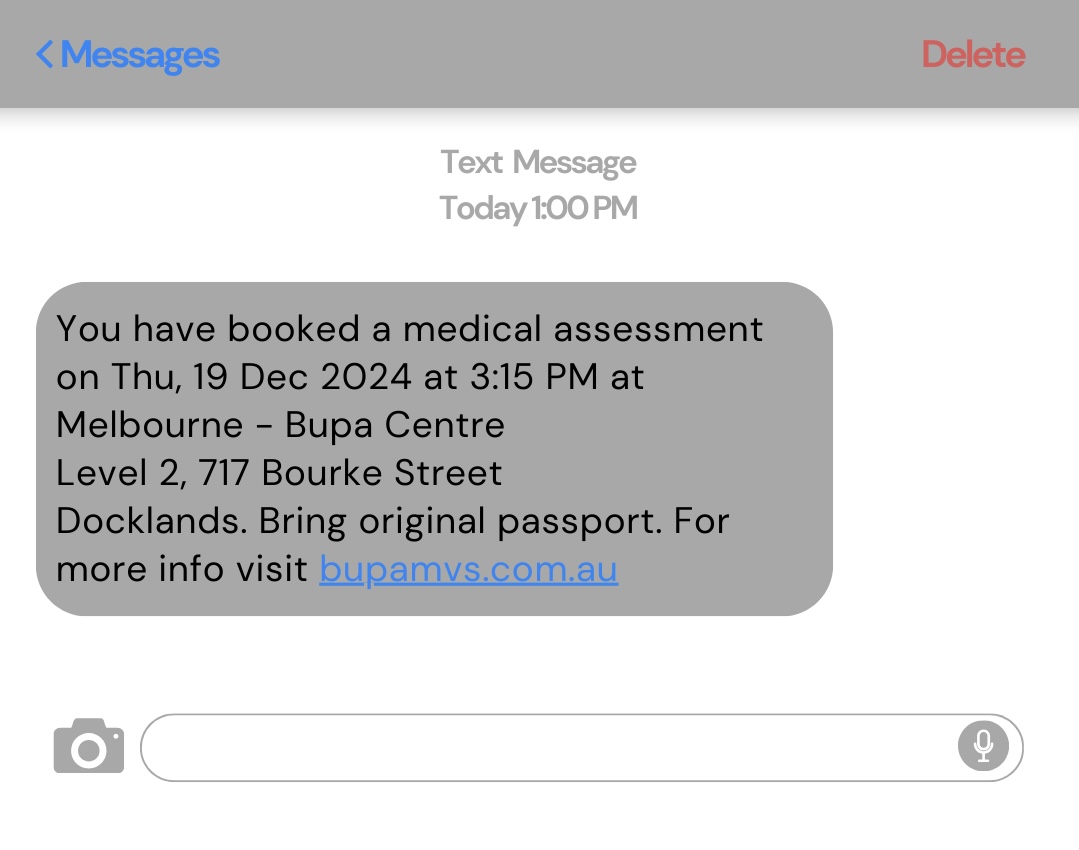 Messages
Delete
Text Message
Today 1:00 PM
You have booked a medical assessment
on Thu, 19 Dec 2024 at 3:15 PM at
Melbourne - Bupa Centre
Level 2, 717 Bourke Street
Docklands. Bring original passport. For
more info visit bupamvs.com.au